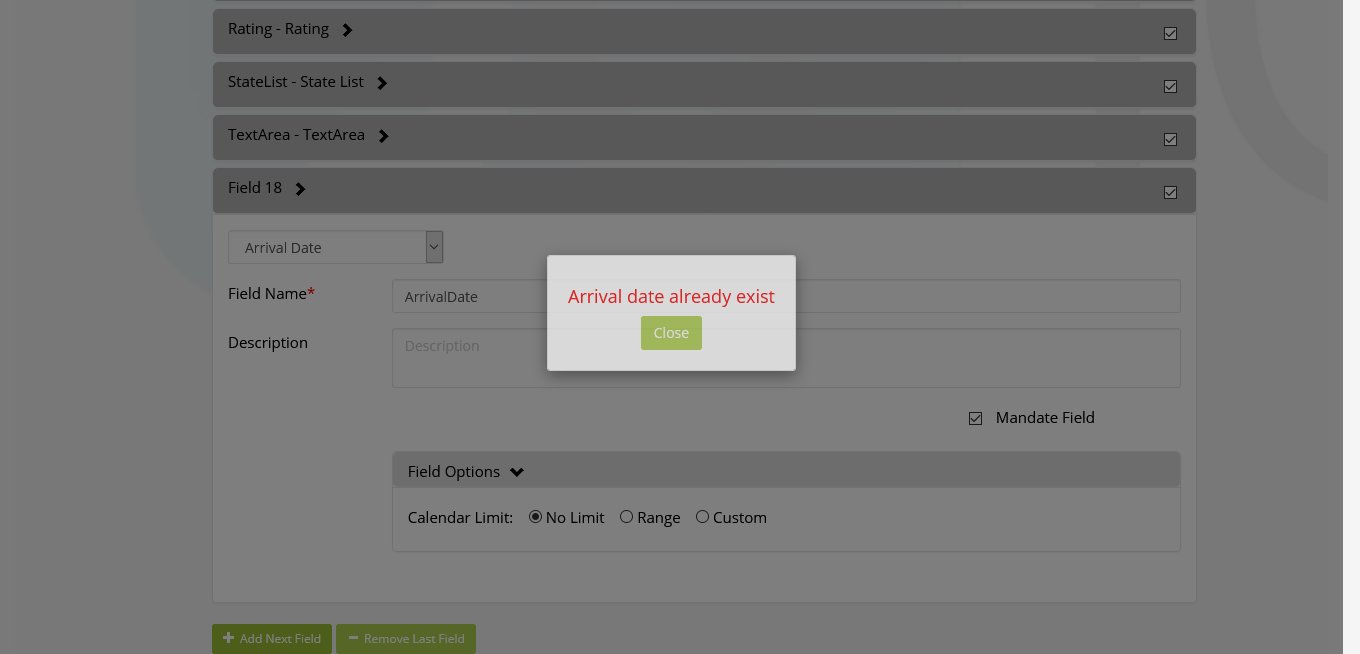 Rating - Rating
StateList - State List
TextArea - TextArea
Field 18
Arrival Date
Field Name*
ArrivalDate
Arrival date already exist
Close
Description
Description
Mandate Field
Field Options
Calendar Limit: No Limit Range Custom
Add Next Field Remove Last Field